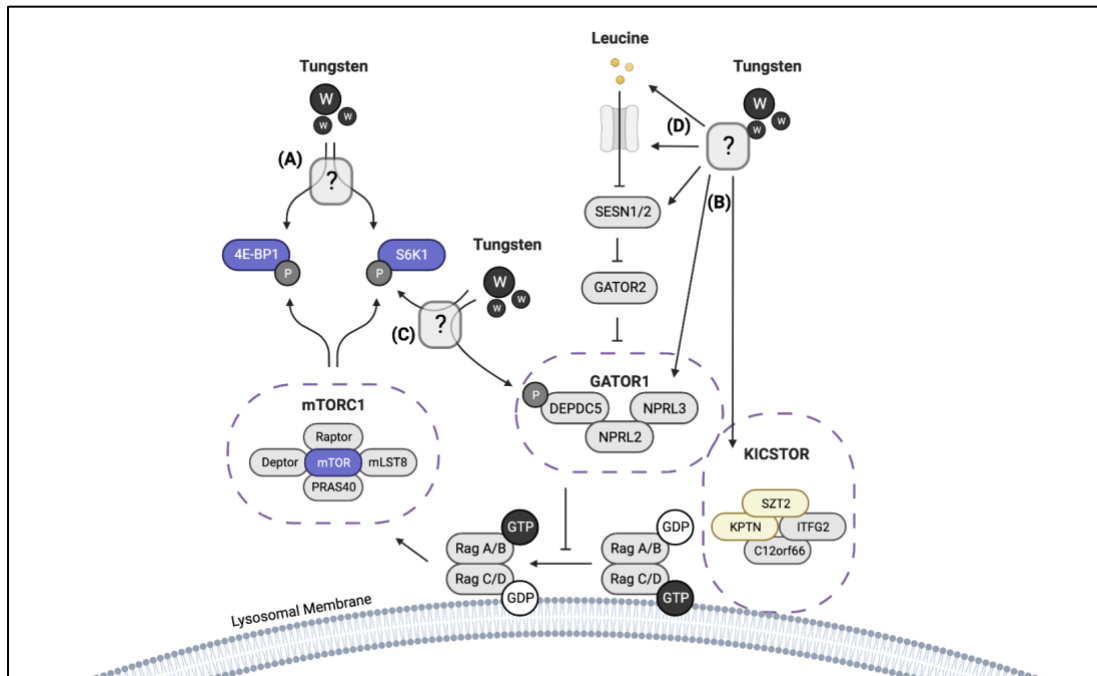 Leucine
Tungsten
Tungsten
W
W
W
W
W
W
(A)
(D)
?
?
(B)
SESN1/2
Tungsten
4E-BP1
S6K1
P
P
W
W
W
GATOR2
?
(C)
GATOR1
P
DEPDC5
NPRL3
NPRL2
mTORC1
Raptor
Deptor
mTOR
mLST8
PRAS40
KICSTOR
SZT2
KPTN
ITFG2
C12orf66
GTP
GDP
Rag A/B
Rag A/B
Rag C/D
Rag C/D
GDP
GTP
Lysosomal Membrane